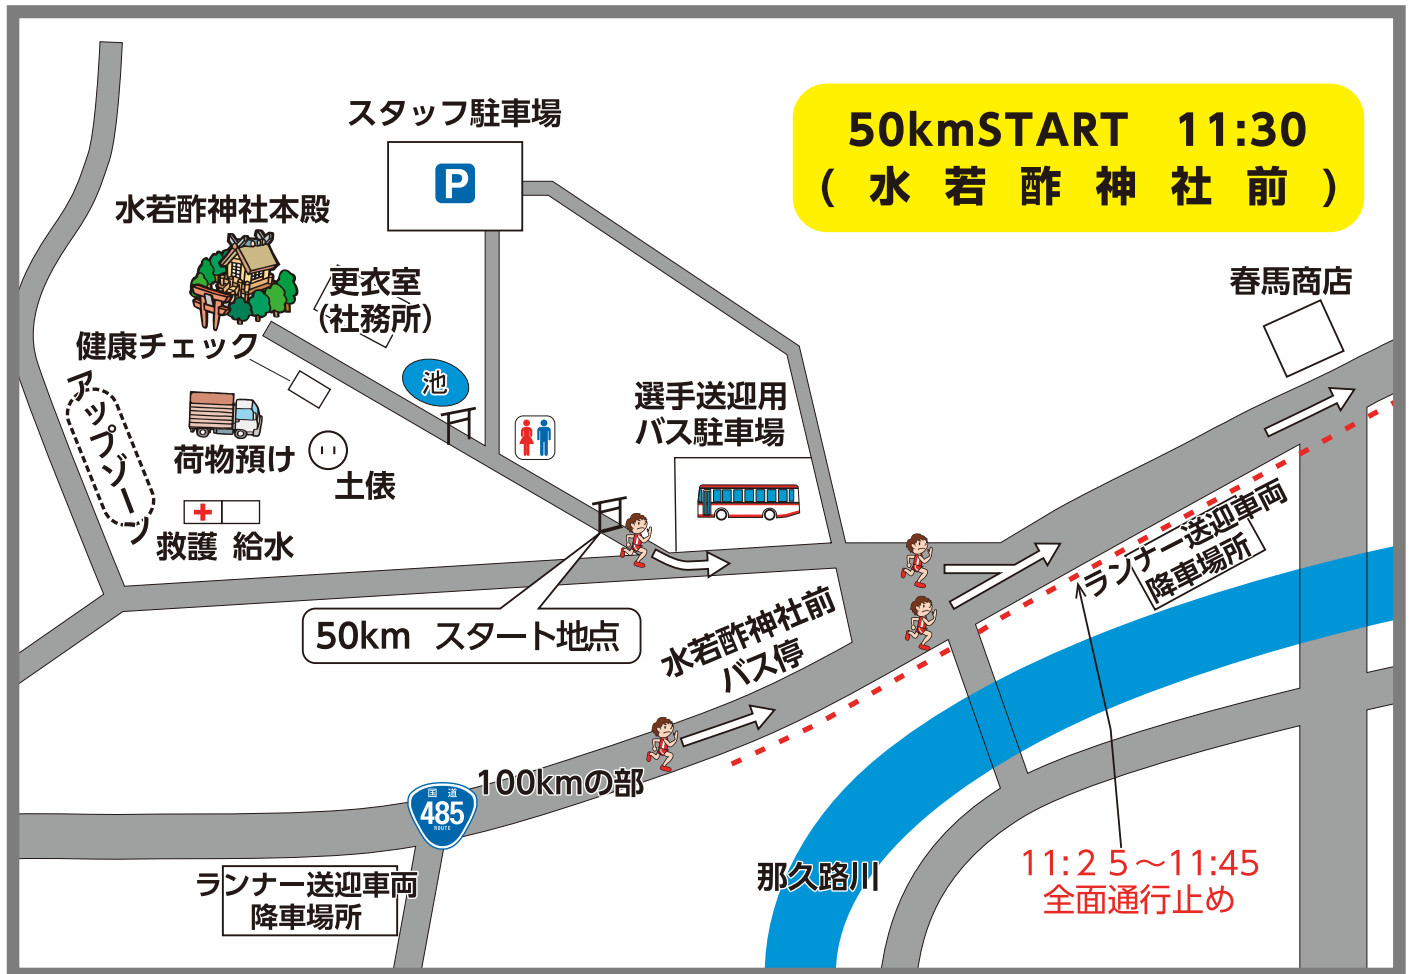 50kmSTART 11:30
(水若酢神社前)
スタッフ駐車場
P
水若酢神社本殿
更衣室
(社務所)
健康チェック
池
アップゾーン
荷物預け
土俵
救護 給水
選手送迎用
バス駐車場
春馬商店
50km スタート地点
水若酢神社前
バス停
ランナー送迎車両
降車場所
100kmの部
国道
485
ROUTE
ランナー送迎車両
降車場所
那久路川
11:25～11:45
全面通行止め